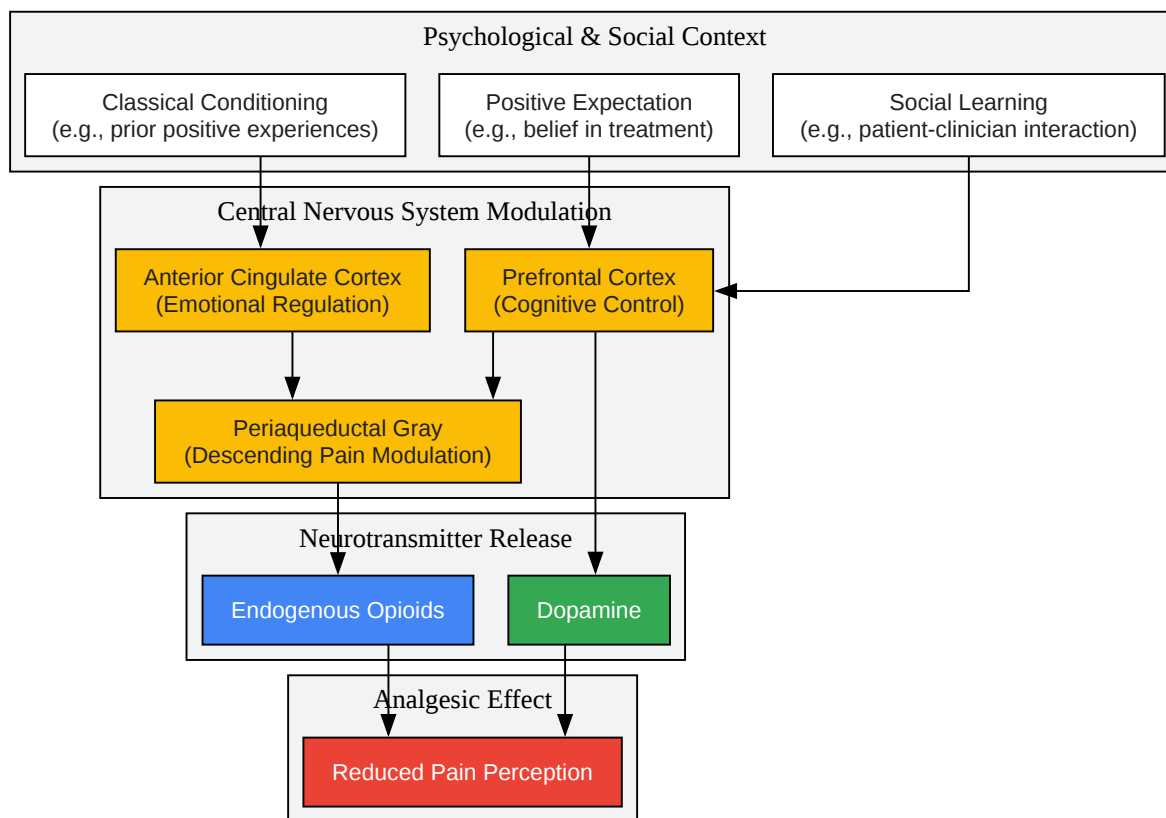 Psychological & Social Context
Classical Conditioning
(e.g., prior positive experiences)
Positive Expectation
(e.g., belief in treatment)
Social Learning
(e.g., patient-clinician interaction)
Central Nervous System Modulation
Anterior Cingulate Cortex
(Emotional Regulation)
Prefrontal Cortex
(Cognitive Control)
Periaqueductal Gray
(Descending Pain Modulation)
Neurotransmitter Release
Endogenous Opioids
Dopamine
Analgesic Effect
Reduced Pain Perception